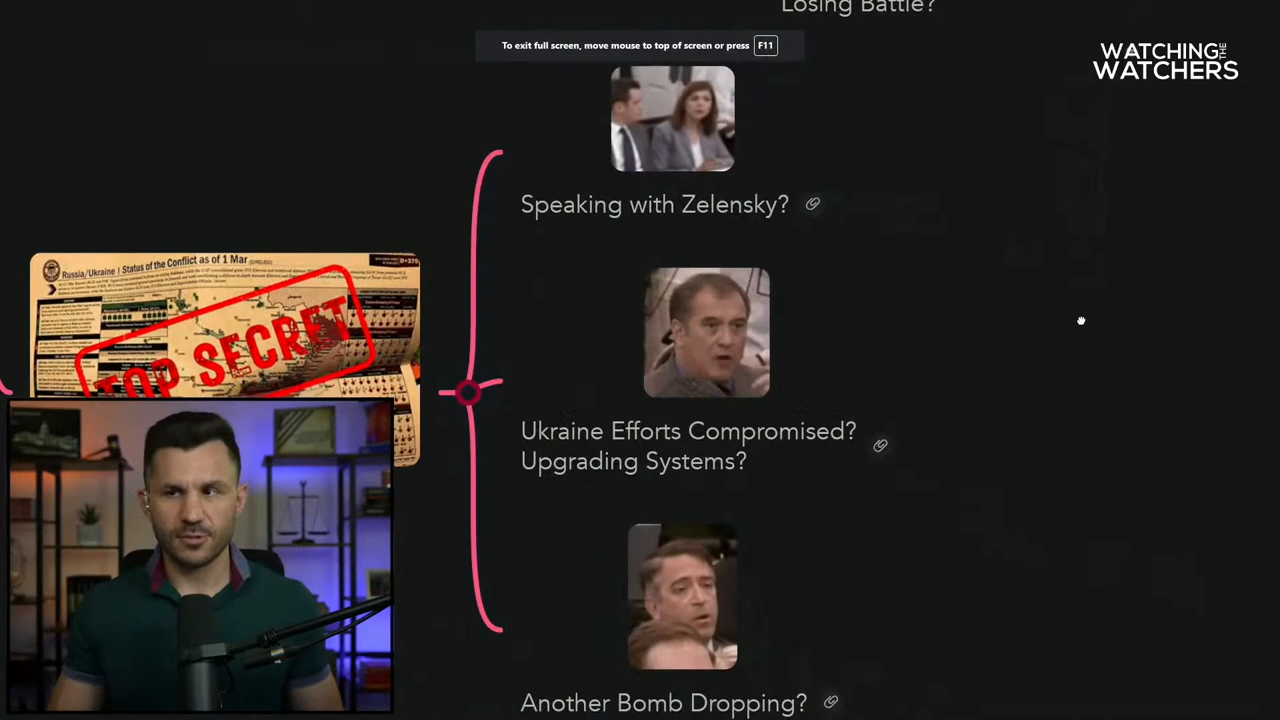 Losing Battle?
To exit full screen, move mouse to top of screen or press F11
WATCHING THE
WATCHERS
Speaking with Zelensky?
Russia/Ukraine | Status of the Conflict as of 1 Mar
TOP SECRET
Ukraine Efforts Compromised?
Upgrading Systems?
Another Bomb Dropping?